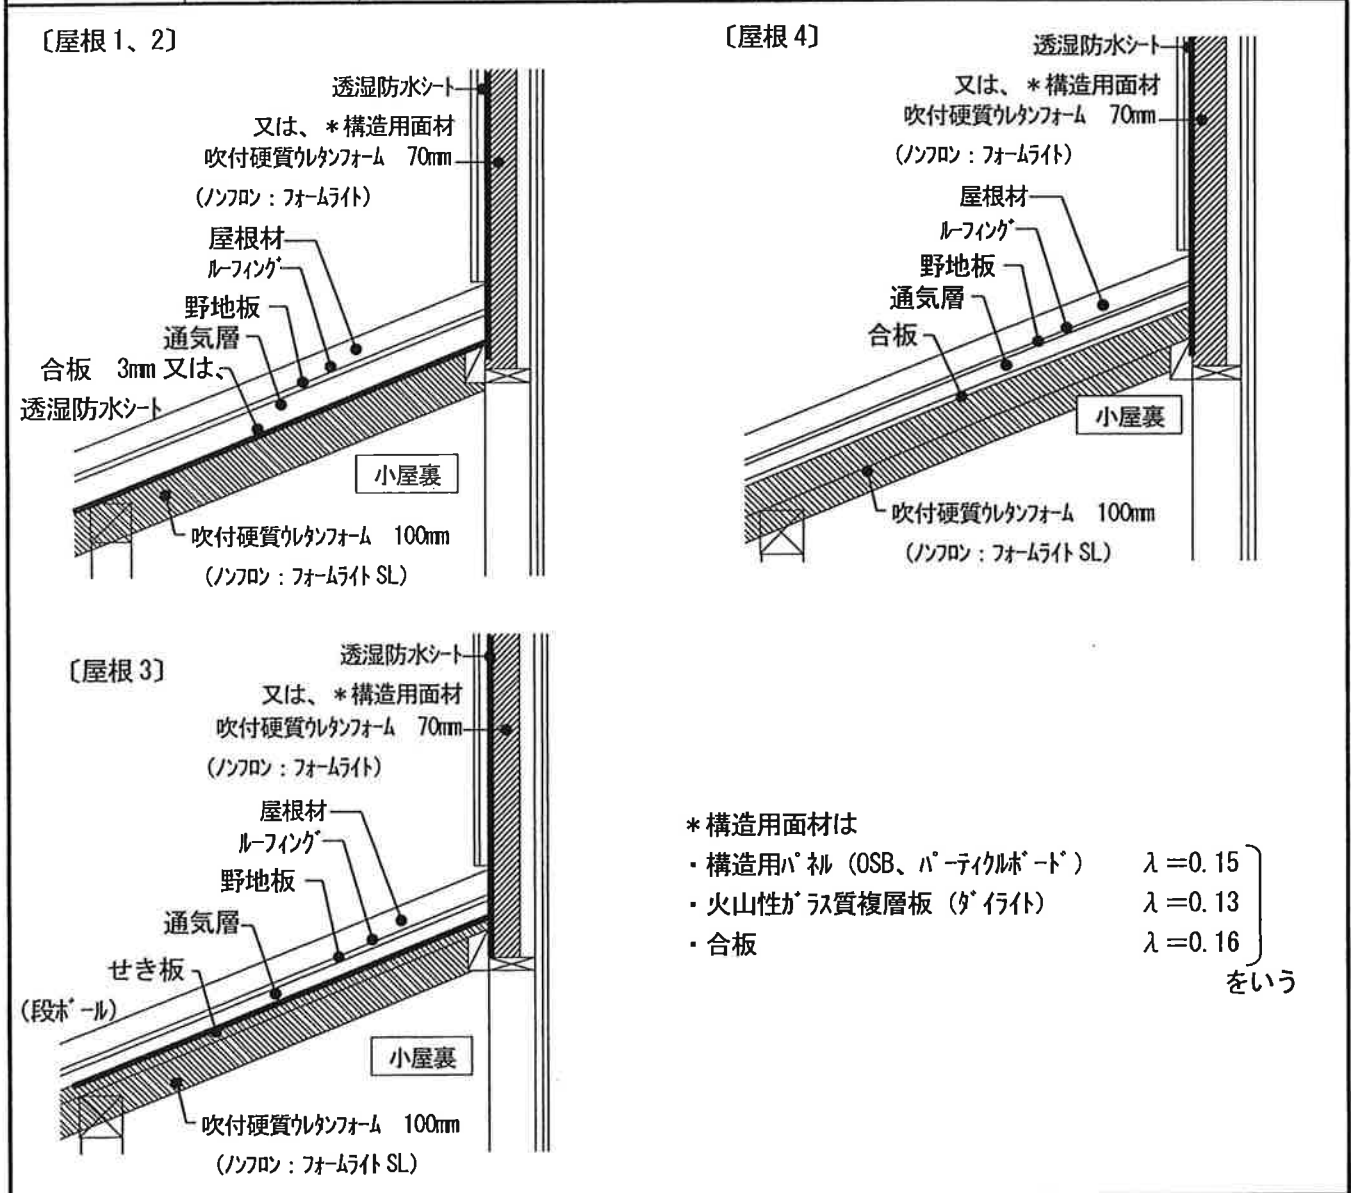 〔屋根1、2〕
透湿防水シート
又は、＊構造用面材
吹付硬質ｳﾚﾀﾝﾌｫｰﾑ 70mm
(ﾉﾝﾌﾛﾝ：ﾌｫｰﾑﾗｲﾄ)
屋根材
ﾙｰﾌｨﾝｸﾞ
野地板
通気層
合板 3mm 又は、
透湿防水シート
小屋裏
吹付硬質ｳﾚﾀﾝﾌｫｰﾑ 100mm
(ﾉﾝﾌﾛﾝ：ﾌｫｰﾑﾗｲﾄ SL)
〔屋根4〕
透湿防水シート
又は、＊構造用面材
吹付硬質ｳﾚﾀﾝﾌｫｰﾑ 70mm
(ﾉﾝﾌﾛﾝ：ﾌｫｰﾑﾗｲﾄ)
屋根材
ﾙｰﾌｨﾝｸﾞ
野地板
通気層
合板
小屋裏
吹付硬質ｳﾚﾀﾝﾌｫｰﾑ 100mm
(ﾉﾝﾌﾛﾝ：ﾌｫｰﾑﾗｲﾄ SL)
〔屋根3〕
透湿防水シート
又は、＊構造用面材
吹付硬質ｳﾚﾀﾝﾌｫｰﾑ 70mm
(ﾉﾝﾌﾛﾝ：ﾌｫｰﾑﾗｲﾄ)
屋根材
ﾙｰﾌｨﾝｸﾞ
野地板
通気層
せき板
(段ﾎﾞｰﾙ)
小屋裏
吹付硬質ｳﾚﾀﾝﾌｫｰﾑ 100mm
(ﾉﾝﾌﾛﾝ：ﾌｫｰﾑﾗｲﾄ SL)
＊構造用面材は
・構造用ﾊﾟﾈﾙ（OSB、ﾊﾟｰﾃｨｸﾙﾎﾞｰﾄﾞ） λ＝0.15
・火山性ｶﾞﾗｽ質複層板（ﾀﾞｲﾗｲﾄ） λ＝0.13
・合板 λ＝0.16
をいう